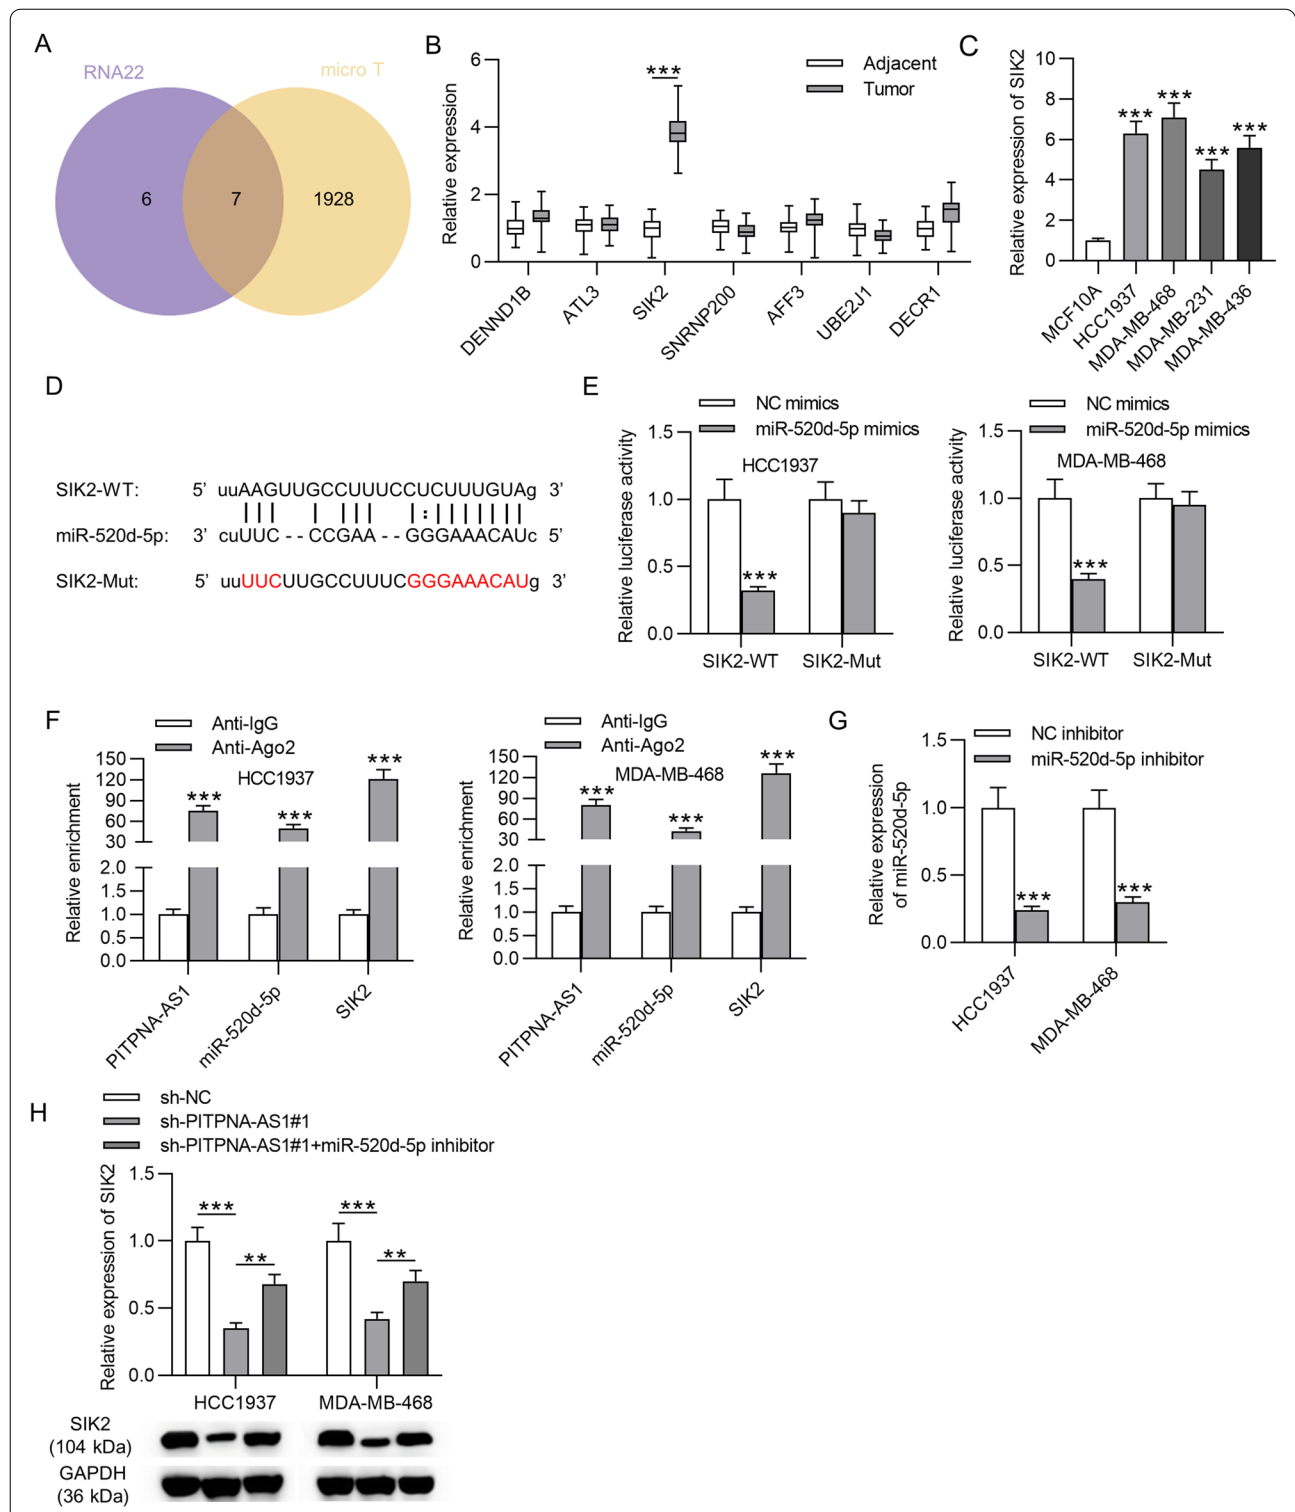 A
RNA22
micro T
6
7
1928
B
Relative expression
6
4
2
0
***
Adjacent
Tumor
DENND1B
ATL3
SIK2
SNRNP200
AFF3
UBE2J1
DECR1
C
Relative expression of SIK2
10
8
6
4
2
0
***
***
***
***
MCF10A
HCC1937
MDA-MB-468
MDA-MB-231
MDA-MB-436
D
SIK2-WT: 5' uuAAGUUGCCUUUCCUCUUUGUAg 3'
miR-520d-5p: 3' cuUUC--CCGAA--GGGAAACAUc 5'
SIK2-Mut: 5' uuUUCUUGCCUUUCGGGAAACAUg 3'
E
NC mimics
miR-520d-5p mimics
HCC1937
Relative luciferase activity
1.5
1.0
0.5
0.0
***
SIK2-WT
SIK2-Mut
NC mimics
miR-520d-5p mimics
MDA-MB-468
Relative luciferase activity
1.5
1.0
0.5
0.0
***
SIK2-WT
SIK2-Mut
F
Anti-IgG
Anti-Ago2
HCC1937
Relative enrichment
150
120
90
60
30
2.0
1.5
1.0
0.5
0.0
***
***
***
PITPNA-AS1
miR-520d-5p
SIK2
Anti-IgG
Anti-Ago2
MDA-MB-468
Relative enrichment
150
120
90
60
30
2.0
1.5
1.0
0.5
0.0
***
***
***
PITPNA-AS1
miR-520d-5p
SIK2
G
NC inhibitor
miR-520d-5p inhibitor
Relative expression
of miR-520d-5p
1.5
1.0
0.5
0.0
***
***
HCC1937
MDA-MB-468
H
sh-NC
sh-PITPNA-AS1#1
sh-PITPNA-AS1#1+miR-520d-5p inhibitor
Relative expression of SIK2
1.5
1.0
0.5
0.0
***
**
***
**
HCC1937
MDA-MB-468
SIK2
(104 kDa)
GAPDH
(36 kDa)